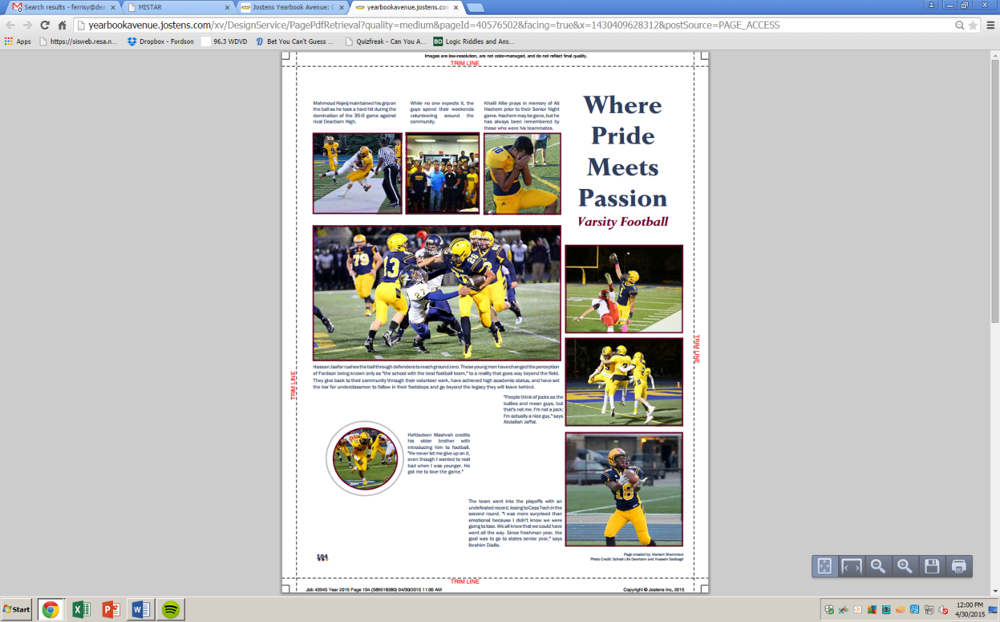 Search results - ferrisy@dea
MISTAR
Jostens Yearbook Avenue: D
yearbookavenue.jostens.con
yearbookavenue.jostens.com/xv/DesignService/PagePdfRetrieval?quality=medium&pageId=40576502&facing=true&x=1430409628312&postSource=PAGE_ACCESS
Apps
https://sisweb.resa.n...
Dropbox - Fordson
96.3 WDVD
Bet You Can't Guess ...
Quizfreak - Can You A...
BD Logic Riddles and Ans...
Images are low-resolution, are not color-managed, and do not reflect final quality.
TRIM LINE
Mahmoud Hojeij maintained his grip on
the ball as he took a hard hit during the
domination of the 35-0 game against
rival Dearborn High.
While no one expects it, the
guys spend their weekends
volunteering around the
community.
Khalil Allie prays in memory of Ali
Hachem prior to their Senior Night
game. Hachem may be gone, but he
has always been remembered by
those who were his teammates.
Where
Pride
Meets
Passion
Varsity Football
9
10
79
13
27
26
Hassan Jaafar rushes the ball through defenders to reach ground zero. These young men have changed the perception
of Fordson being known only as "the school with the best football team," to a reality that goes way beyond the field.
They give back to their community through their volunteer work, have achieved high academic status, and have set
the bar for underclassmen to follow in their footsteps and go beyond the legacy they will leave behind.
TRIM LINE
TRIM LINE
"People think of jocks as the
bullies and mean guys, but
that's not me. I'm not a jock;
I'm actually a nice guy," says
Abdallah Jaffal.
Hefdadeen Mashrah credits
his older brother with
introducing him to football.
"He never let me give up on it,
even though I wanted to real
bad when I was younger. He
got me to love the game."
18
The team went into the playoffs with an
undefeated record, losing to Cass Tech in the
second round. "I was more surprised than
emotional because I didn't know we were
going to lose. We all knew that we could have
went all the way. Since freshman year, the
goal was to go to states senior year," says
Ibrahim Diallo.
104
Page created by: Mariam Shammout
Photo Credit: School Life Dearborn and Hussein Sabbagh
TRIM LINE
Job 43945 Year 2015 Page 104 (589518380) 04/30/2015 11:00 AM
Copyright © Jostens Inc, 2015
Start
12:00 PM
4/30/2015